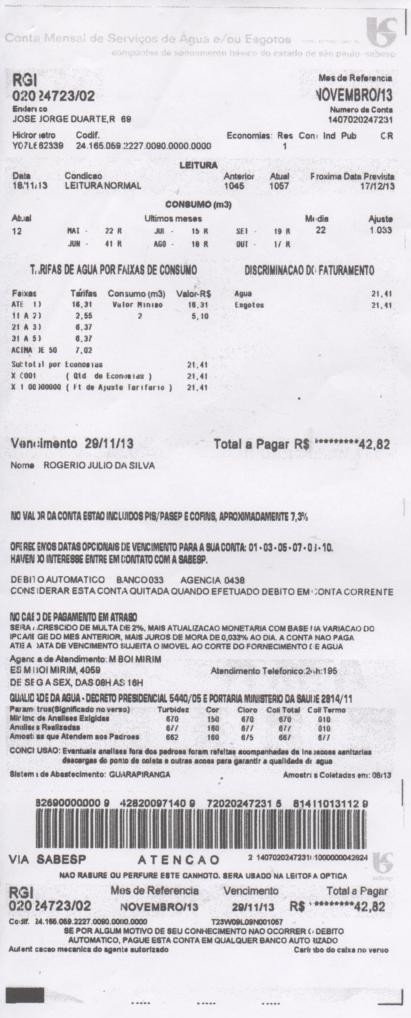 Conta Mensal de Serviços de Água e/ou Esgotos
companhia de saneamento básico do estado de são paulo - sabesp
RGI Mes de Referencia
020 24723/02 NOVEMBRO/13
Endereco Numero da Conta
JOSE JORGE DUARTE,R 69 1407020247231
Hidrometro Codif. Economias: Res Com Ind Pub CR
Y07L682339 24.165.059.2227.0090.0000.0000 1
LEITURA
Data Condicao Anterior Atual Proxima Data Prevista
18/11/13 LEITURA NORMAL 1045 1057 17/12/13
CONSUMO (m3)
Atual Ultimos meses Media Ajuste
12 MAI - 22 R JUL - 15 R SET - 19 R 22 1.033
JUN - 41 R AGO - 18 R OUT - 17 R
TARIFAS DE AGUA POR FAIXAS DE CONSUMO DISCRIMINACAO DO FATURAMENTO
Faixas Tarifas Consumo (m3) Valor-R$ Agua 21,41
ATE 10 16,31 Valor Minimo 16,31 Esgotos 21,41
11 A 20 2,55 2 5,10
21 A 30 6,37
31 A 50 6,37
ACIMA DE 50 7,02
Subtotal por Economias 21,41
X 0001 ( Qtd de Economias ) 21,41
X 1 00000000 ( Ft de Ajuste Tarifario ) 21,41
Vencimento 29/11/13 Total a Pagar R$ *********42,82
Nome ROGERIO JULIO DA SILVA
NO VALOR DA CONTA ESTAO INCLUIDOS PIS/PASEP E COFINS, APROXIMADAMENTE 7,3%
OFERECEMOS DATAS OPCIONAIS DE VENCIMENTO PARA A SUA CONTA: 01 - 03 - 05 - 07 - 0 - 10.
HAVENDO INTERESSE ENTRE EM CONTATO COM A SABESP.
DEBITO AUTOMATICO BANCO 033 AGENCIA 0438
CONSIDERAR ESTA CONTA QUITADA QUANDO EFETUADO DEBITO EM CONTA CORRENTE
NO CASO DE PAGAMENTO EM ATRASO
SERA ACRESCIDO DE MULTA DE 2%, MAIS ATUALIZACAO MONETARIA COM BASE NA VARIACAO DO
IPCA/IBGE DO MES ANTERIOR, MAIS JUROS DE MORA DE 0,033% AO DIA. A CONTA NAO PAGA
ATE A DATA DE VENCIMENTO SUJEITA O IMOVEL AO CORTE DO FORNECIMENTO DE AGUA
Agencia de Atendimento: M BOI MIRIM
ES M BOI MIRIM, 4059 Atendimento Telefonico:24h:195
DE SEG A SEX, DAS 08H AS 16H
QUALIDADE DA AGUA - DECRETO PRESIDENCIAL 5440/05 E PORTARIA MINISTERIO DA SAUDE 2914/11
Parametros(Significado no verso) Turbidez Cor Cloro Coli Total Coli Termo
Minimo de Analises Exigidas 670 150 670 670 010
Analises Realizadas 677 160 677 677 010
Amostras que Atendem aos Padroes 662 160 675 667 677
CONCLUSAO: Eventuais analises fora dos padroes foram refeitas acompanhadas de inspecoes sanitarias
descargas do ponto de coleta e outras acoes para garantir a qualidade da agua
Sistema de Abastecimento: GUARAPIRANGA Amostras Coletadas em: 08/13
82690000000 9 42820097140 9 72020247231 5 81411013112 9
VIA SABESP ATENCAO 2 1407020247231 1000000042824
sabesp
NAO RASURE OU PERFURE ESTE CANHOTO. SERA USADO NA LEITORA OPTICA
RGI Mes de Referencia Vencimento Total a Pagar
020 24723/02 NOVEMBRO/13 29/11/13 R$ *********42,82
Codif. 24.165.059.2227.0090.0000.0000 T23W09L09N001057
SE POR ALGUM MOTIVO DE SEU CONHECIMENTO NAO OCORRER O DEBITO
AUTOMATICO, PAGUE ESTA CONTA EM QUALQUER BANCO AUTORIZADO
Autenticacao mecanica do agente autorizado Carimbo do caixa no verso